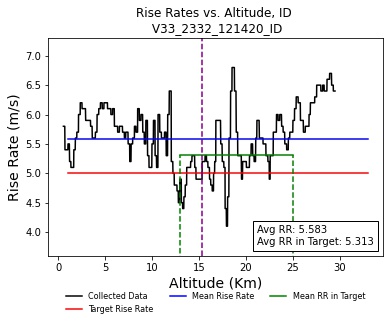 Rise Rates vs. Altitude, ID
V33_2332_121420_ID
Rise Rate (m/s)
7.0
6.5
6.0
5.5
5.0
4.5
4.0
Avg RR: 5.583
Avg RR in Target: 5.313
0 5 10 15 20 25 30
Altitude (Km)
Collected Data Mean Rise Rate Mean RR in Target
Target Rise Rate